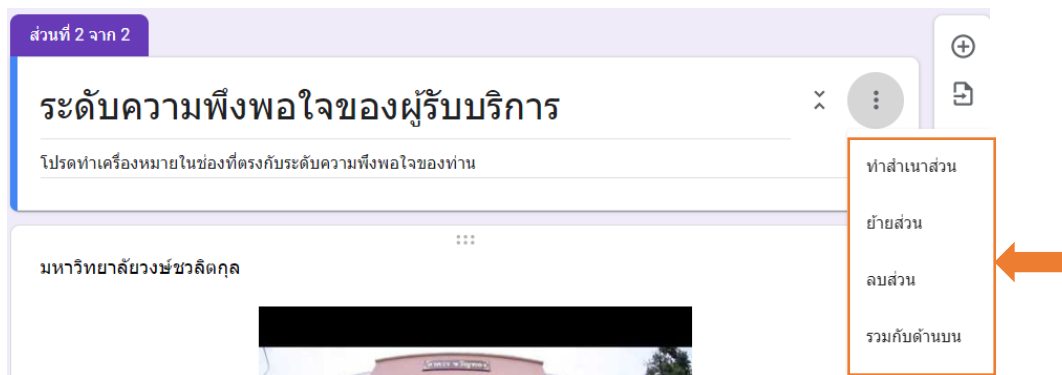 ส่วนที่ 2 จาก 2
ระดับความพึงพอใจของผู้รับบริการ
โปรดทำเครื่องหมายในช่องที่ตรงกับระดับความพึงพอใจของท่าน
ทำสำเนาส่วน
ย้ายส่วน
ลบส่วน
รวมกับด้านบน
มหาวิทยาลัยวงษ์ชวลิตกุล